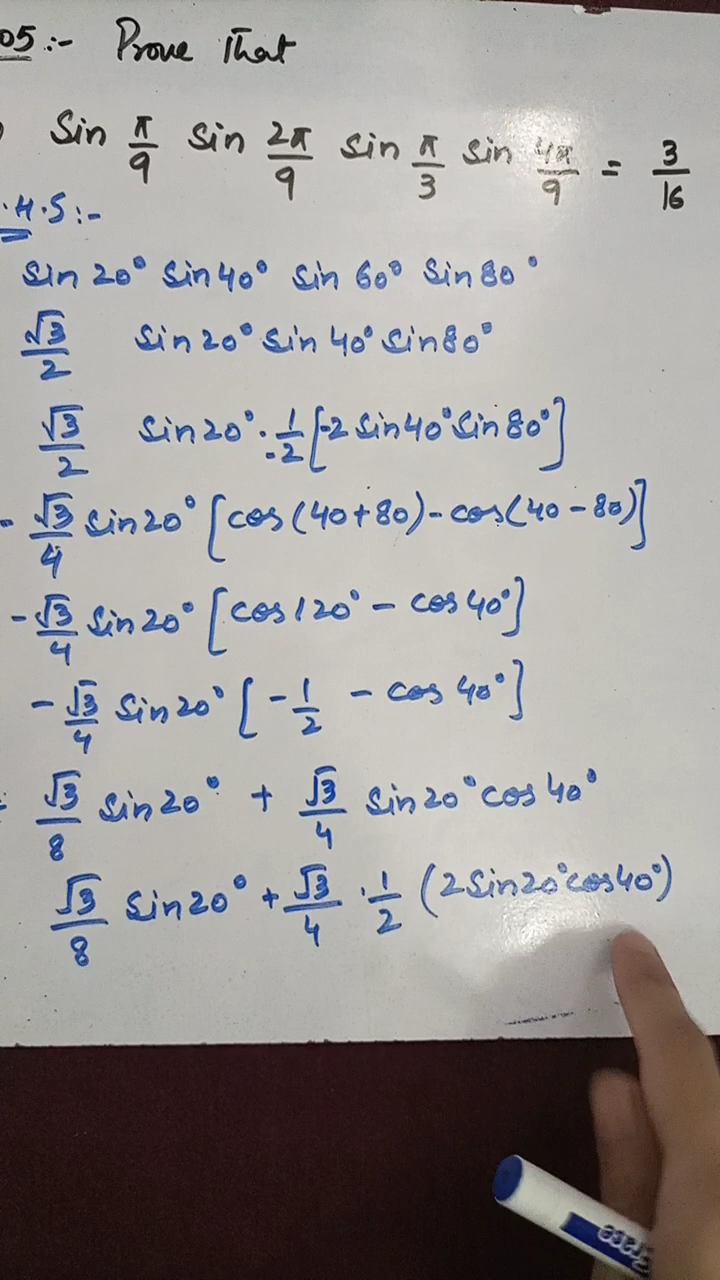 05:- Prove That
Sin π/9 Sin 2π/9 Sin π/3 Sin 4π/9 = 3/16
.H.S:-
Sin 20° Sin 40° Sin 60° Sin 80°
√3/2 Sin 20° Sin 40° Sin 80°
√3/2 Sin 20° · 1/-2 [-2 Sin 40° Sin 80°]
- √3/4 Sin 20° [cos (40+80) - cos (40 - 80)]
- √3/4 Sin 20° [cos 120° - cos 40°]
- √3/4 Sin 20° [- 1/2 - cos 40°]
= √3/8 Sin 20° + √3/4 Sin 20° cos 40°
√3/8 Sin 20° + √3/4 · 1/2 (2 Sin 20° cos 40°)